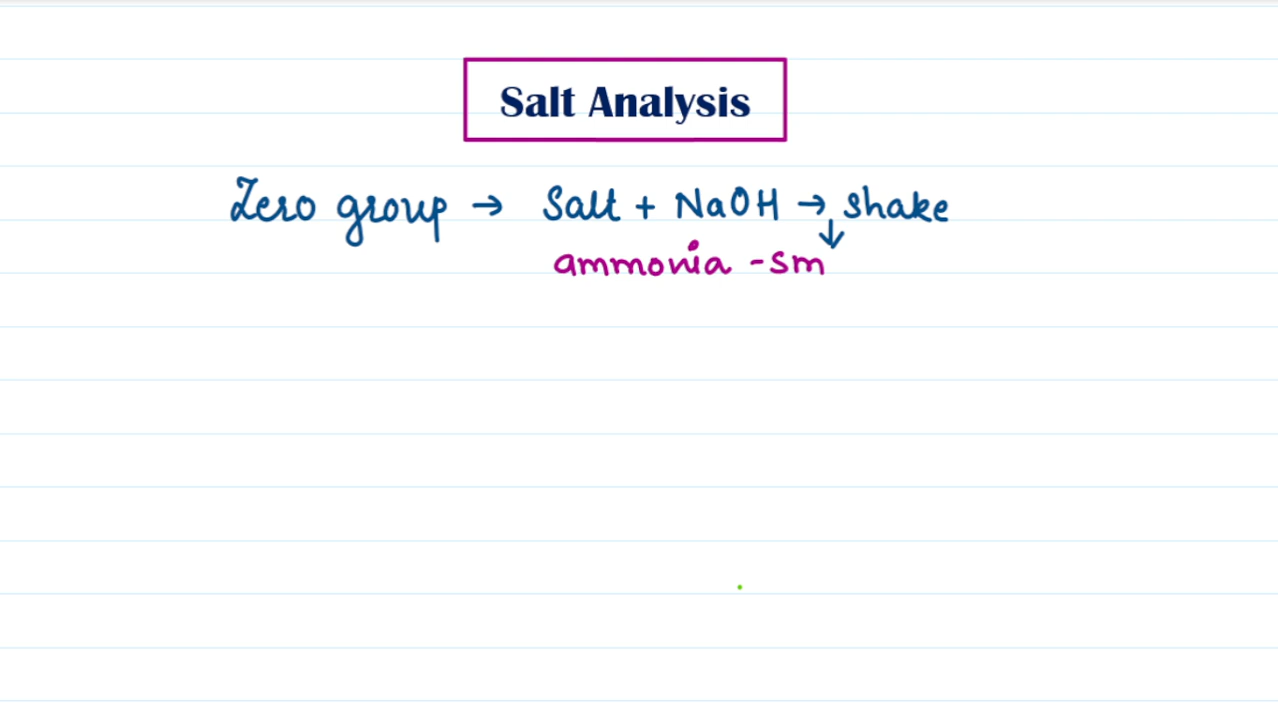 Salt Analysis
Zero group → Salt + NaOH → shake
↓
ammonia - sm